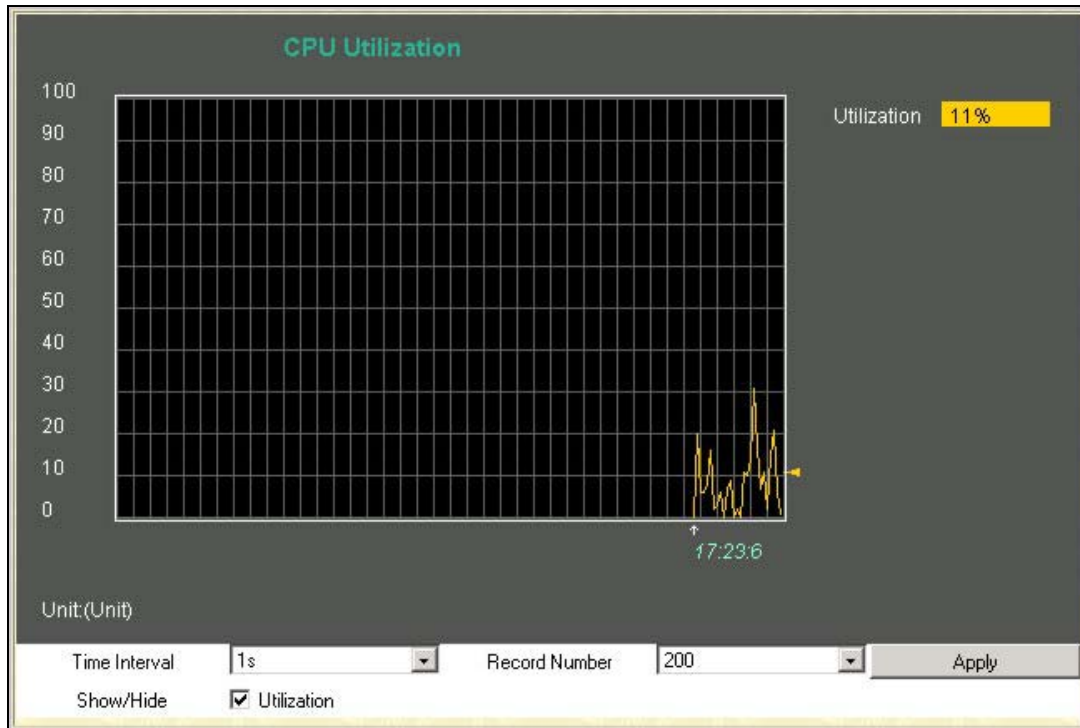 CPU Utilization
100
90
80
70
60
50
40
30
20
10
0
Utilization 11%
17:23:6
Unit:(Unit)
Time Interval 1s Record Number 200 Apply
Show/Hide Utilization